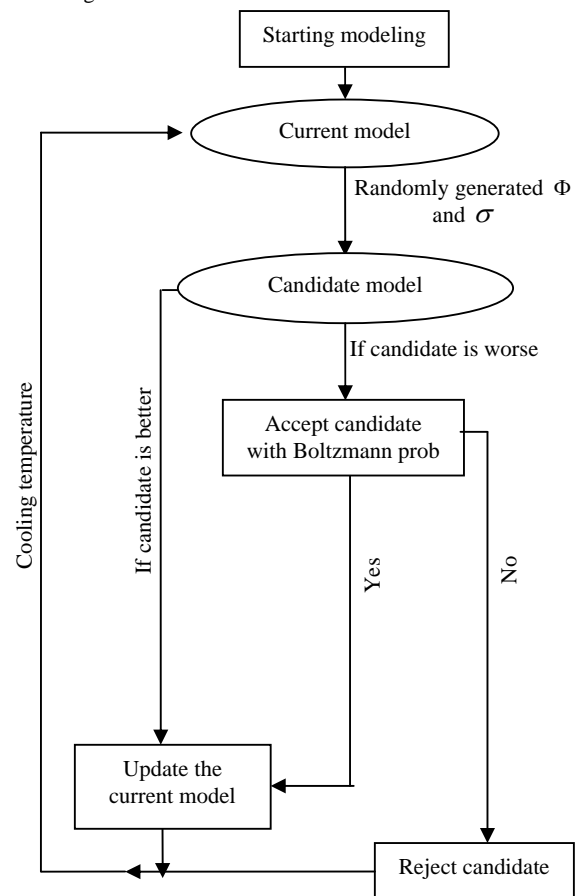 Starting modeling
Current model
Randomly generated Φ
and σ
Candidate model
If candidate is worse
Accept candidate
with Boltzmann prob
Cooling temperature
If candidate is better
Yes
No
Update the
current model
Reject candidate